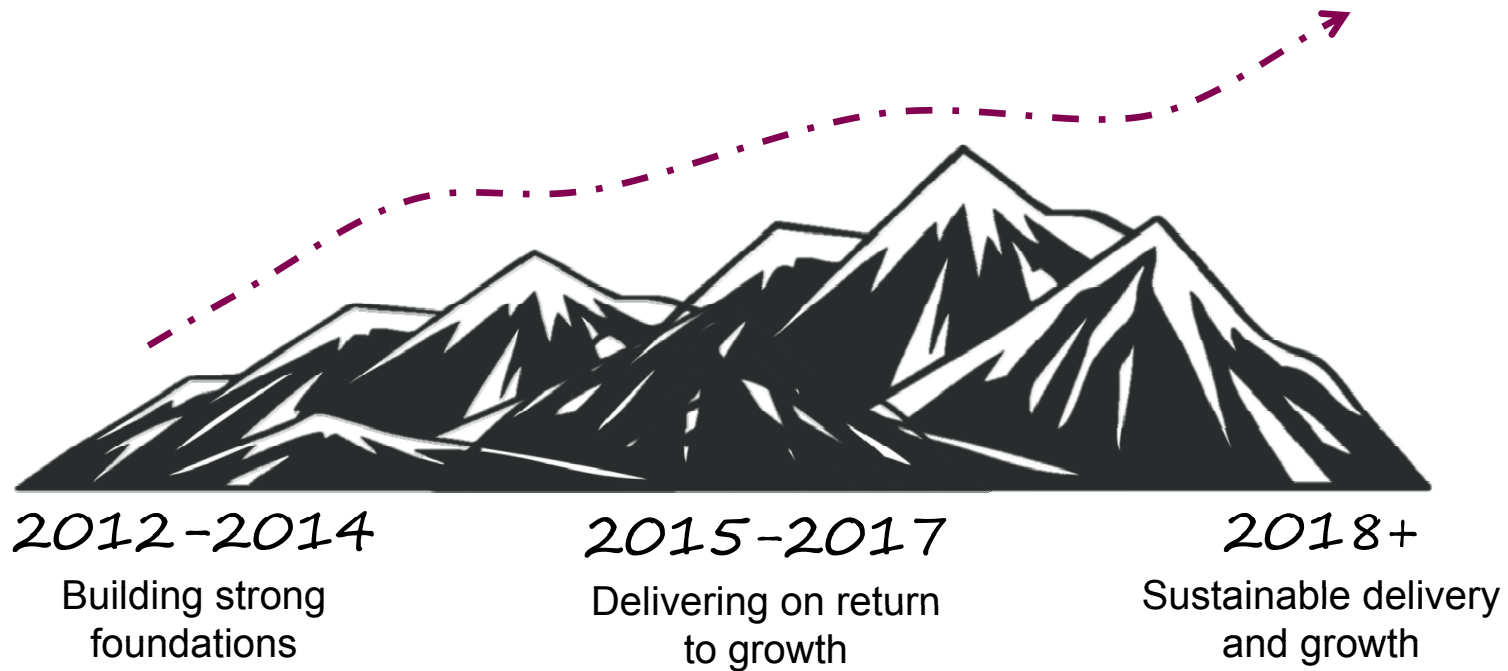 2012-2014
Building strong
foundations
2015-2017
Delivering on return
to growth
2018+
Sustainable delivery
and growth